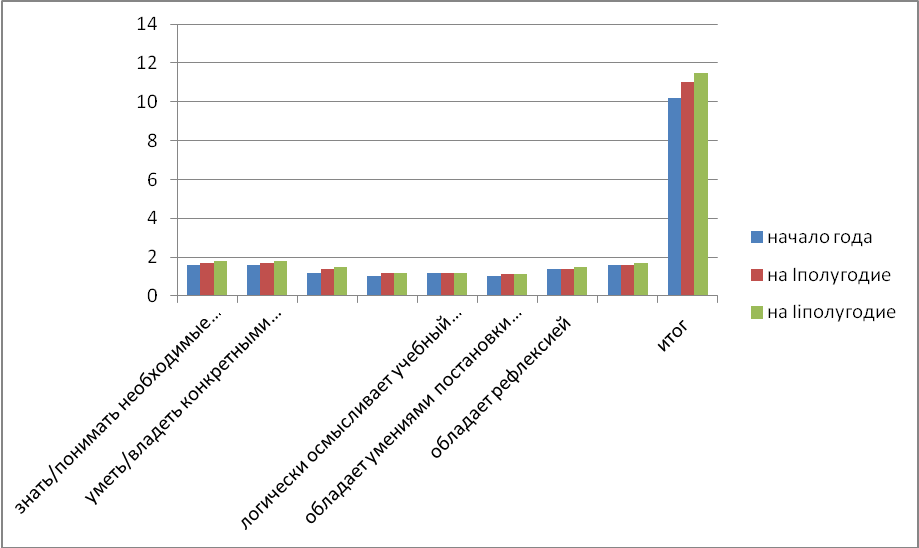 14
12
10
8
6
4
2
0
знать/понимать необходимые...
уметь/владеть конкретными...
логически осмысливает учебный...
обладает умениями постановки...
обладает рефлексией
итог
начало года
на Iполугодие
на Iiполугодие